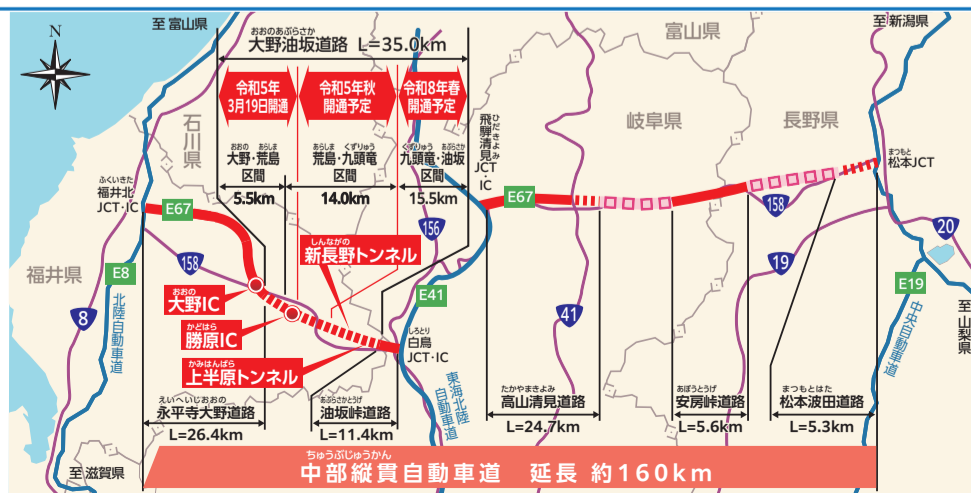 N
至富山県
おおのあぶらさか
大野油坂道路 L=35.0km
令和5年
3月19日開通
令和5年秋
開通予定
令和8年春
開通予定
富山県
至新潟県
石川県
岐阜県
長野県
ひだきよみ
飛騨清見
JCT・IC
まつもと
松本JCT
おおの あらしま
大野・荒島
区間
5.5km
あらしま くずりゅう
荒島・九頭竜
区間
14.0km
くずりゅう あぶらさか
九頭竜・油坂
区間
15.5km
ふくいきた
福井北
JCT・IC
E67
E67
156
158
158
しんながの
新長野トンネル
20
19
福井県
E8
E41
E19
おおの
大野IC
8
41
北陸自動車道
中央自動車道
至山梨県
かどはら
勝原IC
しろとり
白鳥
JCT・IC
かみはんばら
上半原トンネル
東海北陸
自動車道
えいへいじおおの
永平寺大野道路
L=26.4km
あぶらさかとうげ
油坂峠道路
L=11.4km
たかやまきよみ
高山清見道路
L=24.7km
あぼうとうげ
安房峠道路
L=5.6km
まつもとはた
松本波田道路
L=5.3km
至滋賀県
ちゅうぶじゅうかん
中部縦貫自動車道 延長 約160km